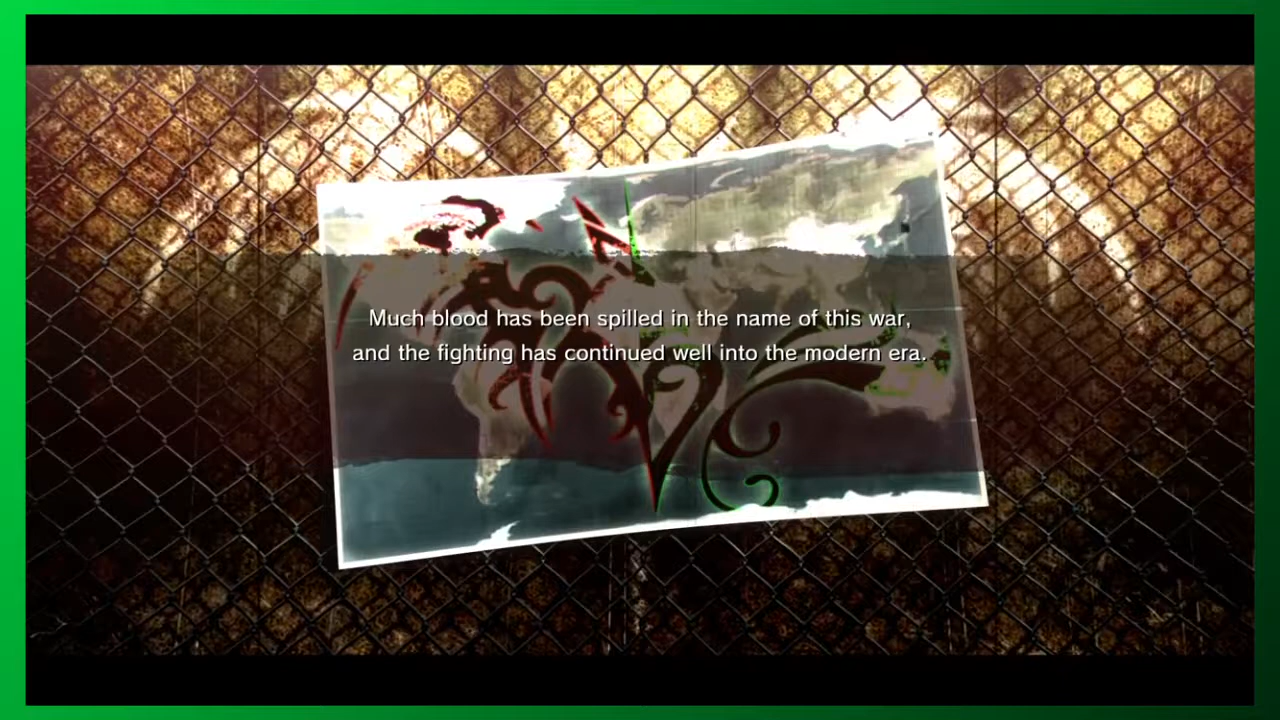 Much blood has been spilled in the name of this war,
and the fighting has continued well into the modern era.